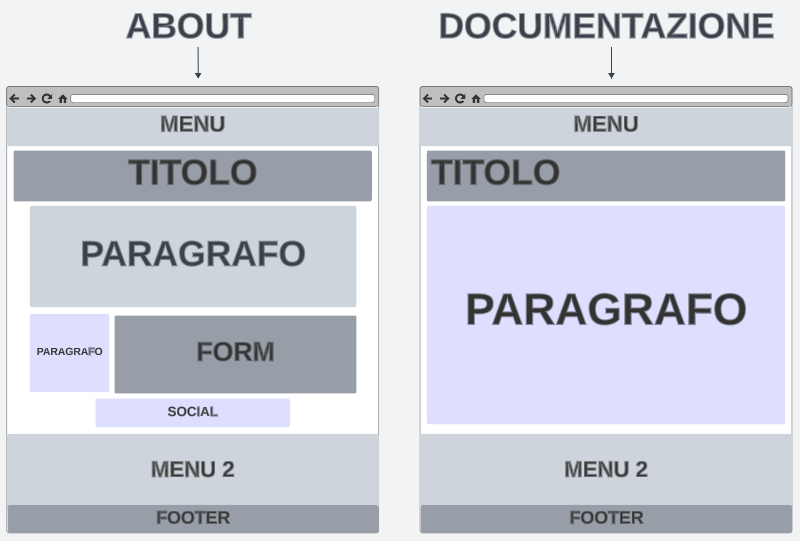 ABOUT
MENU
TITOLO
PARAGRAFO
PARAGRAFO
FORM
SOCIAL
MENU 2
FOOTER
DOCUMENTAZIONE
MENU
TITOLO
PARAGRAFO
MENU 2
FOOTER